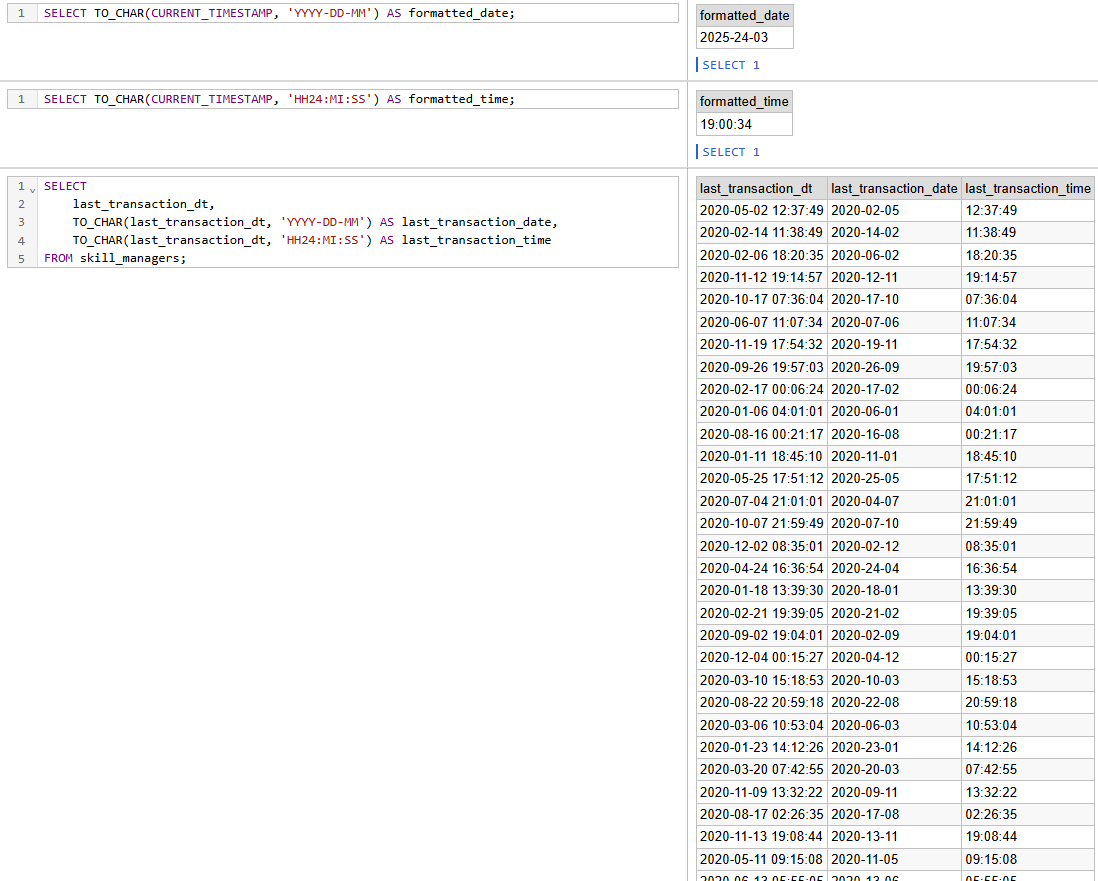 1 SELECT TO_CHAR(CURRENT_TIMESTAMP, 'YYYY-DD-MM') AS formatted_date;
formatted_date
2025-24-03
SELECT 1
1 SELECT TO_CHAR(CURRENT_TIMESTAMP, 'HH24:MI:SS') AS formatted_time;
formatted_time
19:00:34
SELECT 1
1 SELECT
2 last_transaction_dt,
3 TO_CHAR(last_transaction_dt, 'YYYY-DD-MM') AS last_transaction_date,
4 TO_CHAR(last_transaction_dt, 'HH24:MI:SS') AS last_transaction_time
5 FROM skill_managers;
last_transaction_dt last_transaction_date last_transaction_time
2020-05-02 12:37:49 2020-02-05 12:37:49
2020-02-14 11:38:49 2020-14-02 11:38:49
2020-02-06 18:20:35 2020-06-02 18:20:35
2020-11-12 19:14:57 2020-12-11 19:14:57
2020-10-17 07:36:04 2020-17-10 07:36:04
2020-06-07 11:07:34 2020-07-06 11:07:34
2020-11-19 17:54:32 2020-19-11 17:54:32
2020-09-26 19:57:03 2020-26-09 19:57:03
2020-02-17 00:06:24 2020-17-02 00:06:24
2020-01-06 04:01:01 2020-06-01 04:01:01
2020-08-16 00:21:17 2020-16-08 00:21:17
2020-01-11 18:45:10 2020-11-01 18:45:10
2020-05-25 17:51:12 2020-25-05 17:51:12
2020-07-04 21:01:01 2020-04-07 21:01:01
2020-10-07 21:59:49 2020-07-10 21:59:49
2020-12-02 08:35:01 2020-02-12 08:35:01
2020-04-24 16:36:54 2020-24-04 16:36:54
2020-01-18 13:39:30 2020-18-01 13:39:30
2020-02-21 19:39:05 2020-21-02 19:39:05
2020-09-02 19:04:01 2020-02-09 19:04:01
2020-12-04 00:15:27 2020-04-12 00:15:27
2020-03-10 15:18:53 2020-10-03 15:18:53
2020-08-22 20:59:18 2020-22-08 20:59:18
2020-03-06 10:53:04 2020-06-03 10:53:04
2020-01-23 14:12:26 2020-23-01 14:12:26
2020-03-20 07:42:55 2020-20-03 07:42:55
2020-11-09 13:32:22 2020-09-11 13:32:22
2020-08-17 02:26:35 2020-17-08 02:26:35
2020-11-13 19:08:44 2020-13-11 19:08:44
2020-05-11 09:15:08 2020-11-05 09:15:08